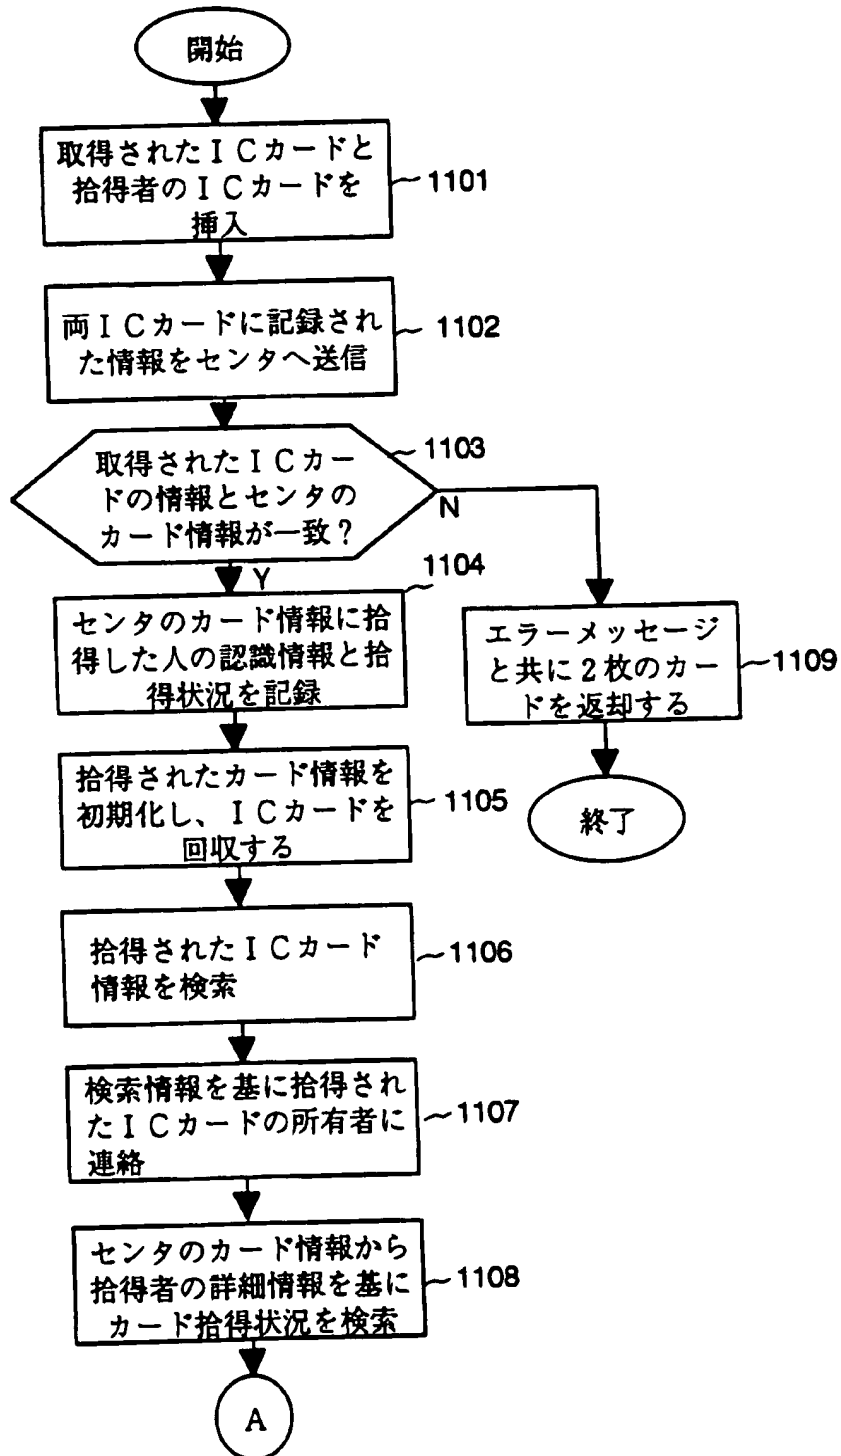 開始
取得されたＩＣカードと
拾得者のＩＣカードを
挿入
1101
両ＩＣカードに記録され
た情報をセンタへ送信
1102
取得されたＩＣカー
ドの情報とセンタの
カード情報が一致？
1103
N
Y
センタのカード情報に拾
得した人の認識情報と拾
得状況を記録
1104
エラーメッセージ
と共に２枚のカー
ドを返却する
1109
終了
拾得されたカード情報を
初期化し、ＩＣカードを
回収する
1105
拾得されたＩＣカード
情報を検索
1106
検索情報を基に拾得され
たＩＣカードの所有者に
連絡
1107
センタのカード情報から
拾得者の詳細情報を基に
カード拾得状況を検索
1108
A